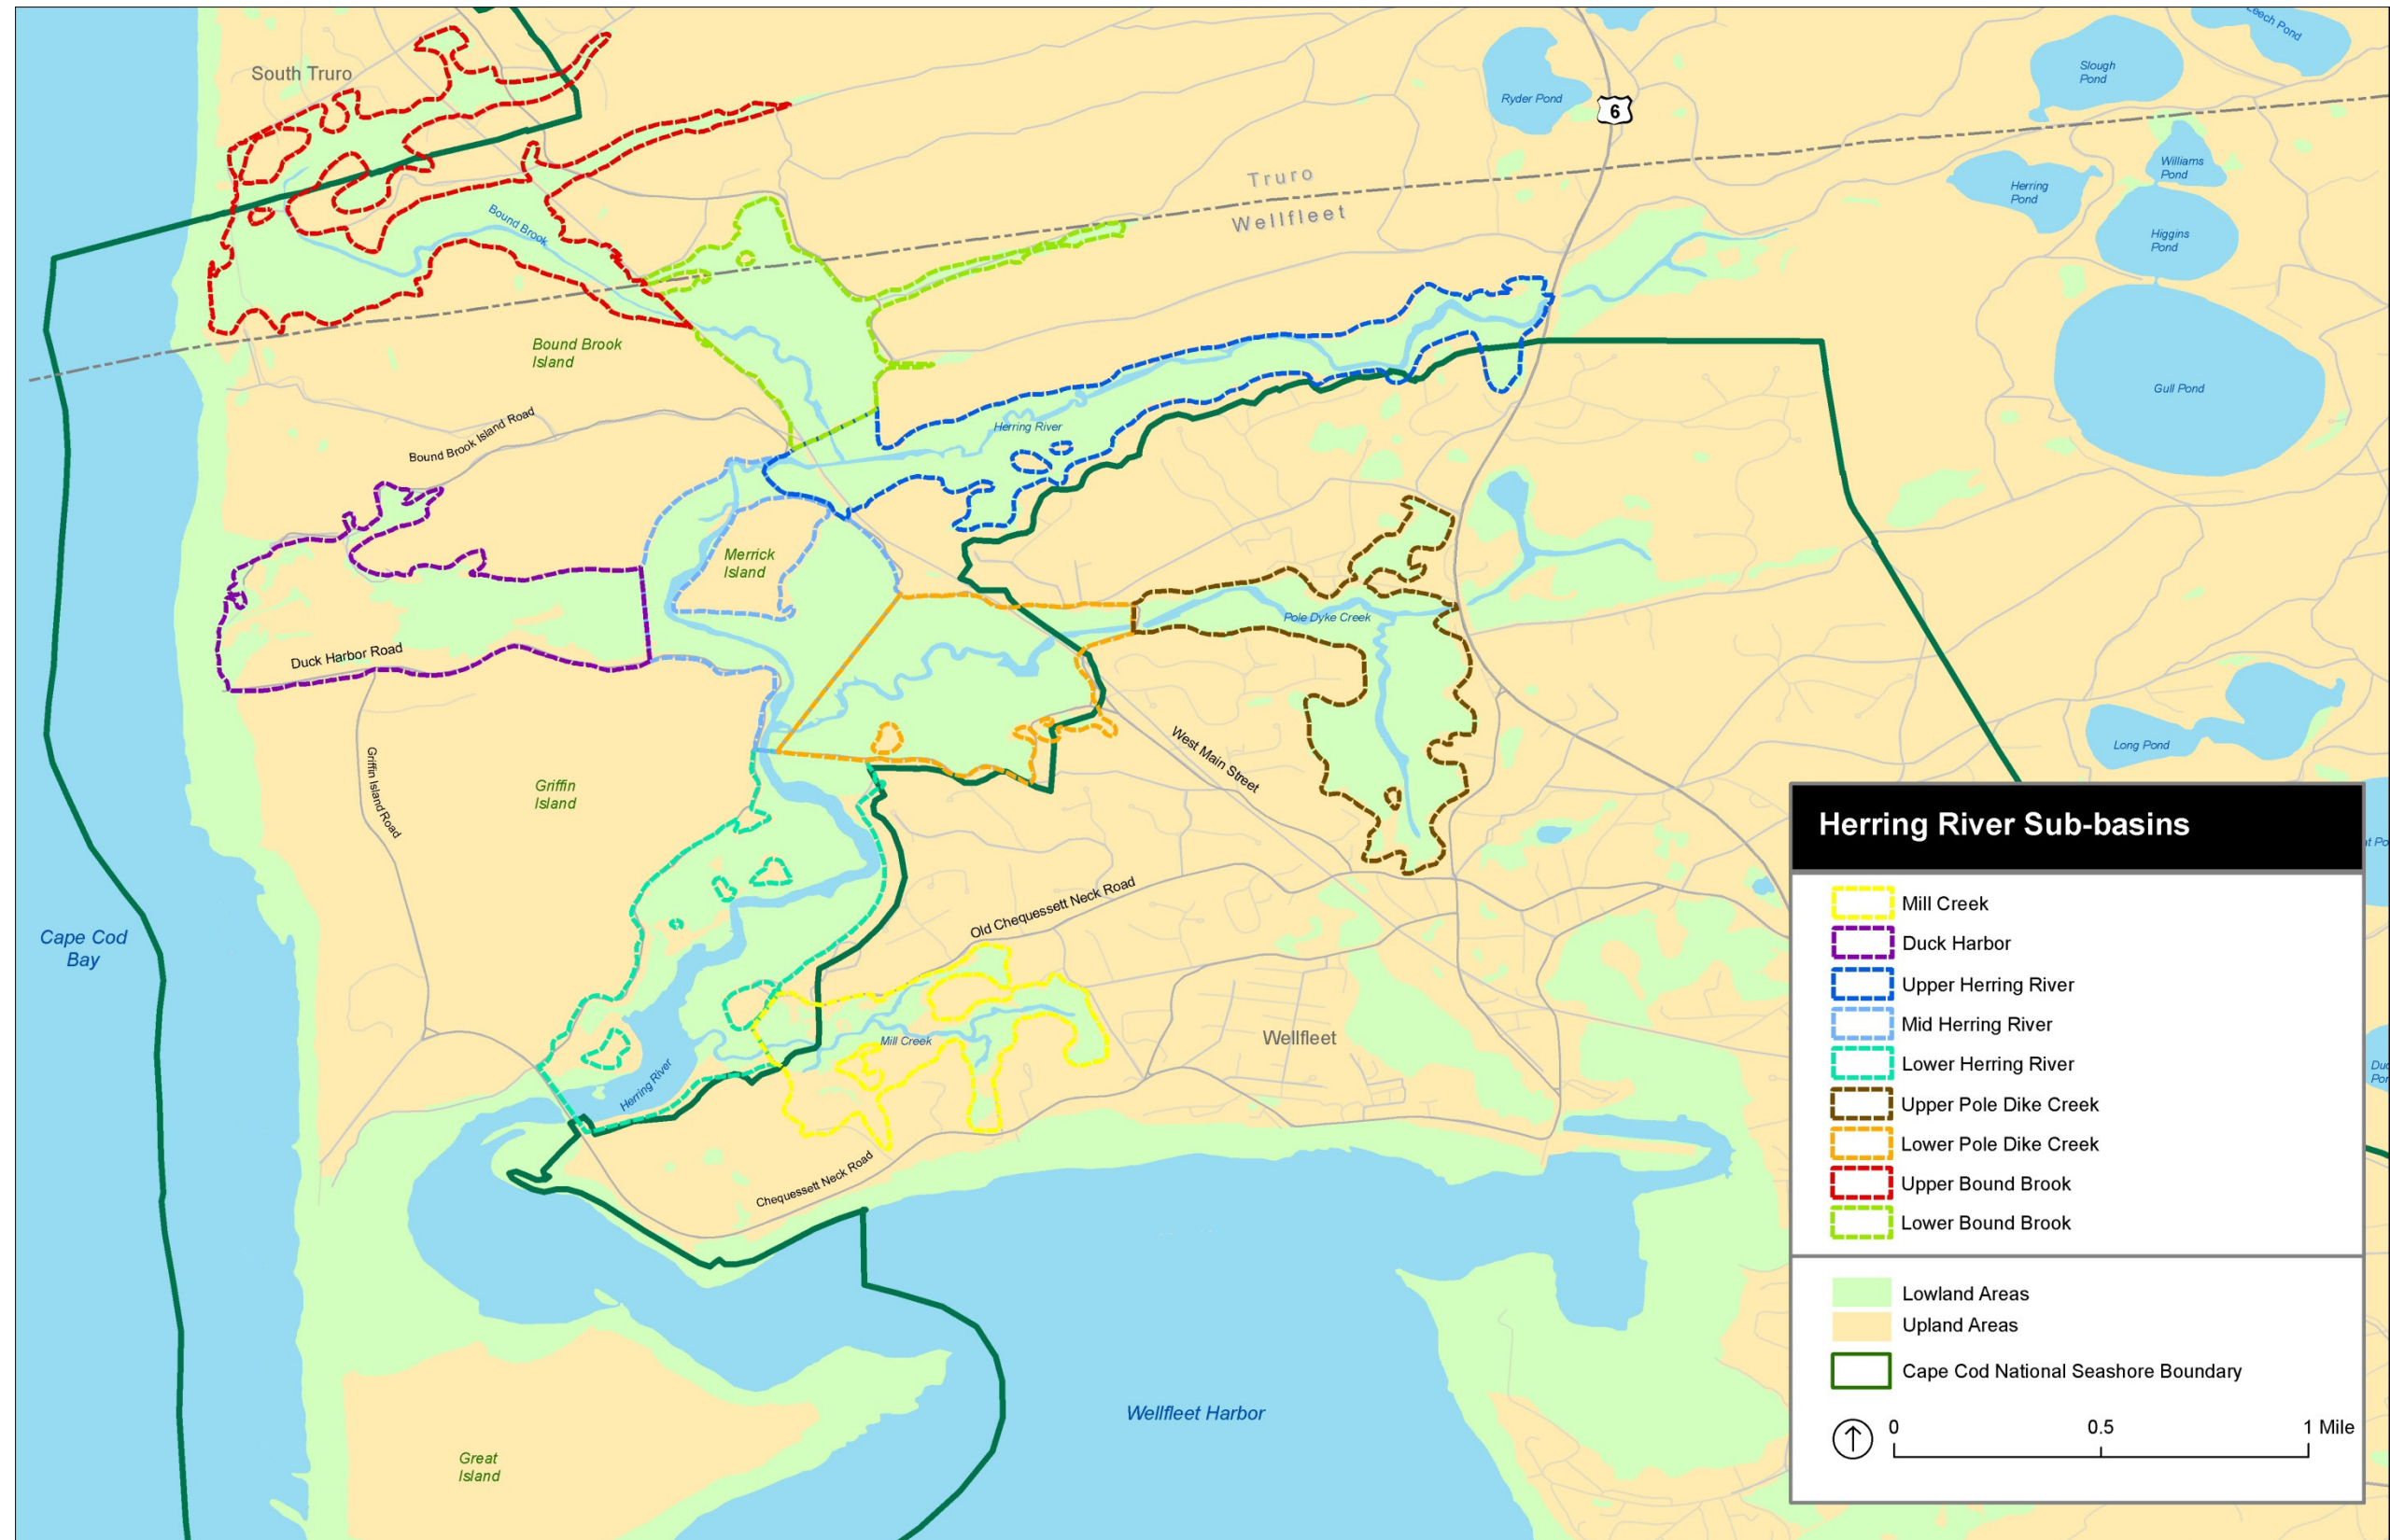 Leech Pond
South Truro
Slough
Pond
Ryder Pond
6
Truro
Wellfleet
Williams
Pond
Herring
Pond
Higgins
Pond
Bound Brook
Bound Brook
Island
Gull Pond
Bound Brook Island Road
Herring River
Merrick
Island
Pole Dyke Creek
Duck Harbor Road
West Main Street
Long Pond
Griffin Island Road
Griffin
Island
Old Chequessett Neck Road
Cape Cod
Bay
Mill Creek
Wellfleet
Herring River
Chequessett Neck Road
Wellfleet Harbor
Great
Island
Herring River Sub-basins
Mill Creek
Duck Harbor
Upper Herring River
Mid Herring River
Lower Herring River
Upper Pole Dike Creek
Lower Pole Dike Creek
Upper Bound Brook
Lower Bound Brook
Lowland Areas
Upland Areas
Cape Cod National Seashore Boundary
0 0.5 1 Mile